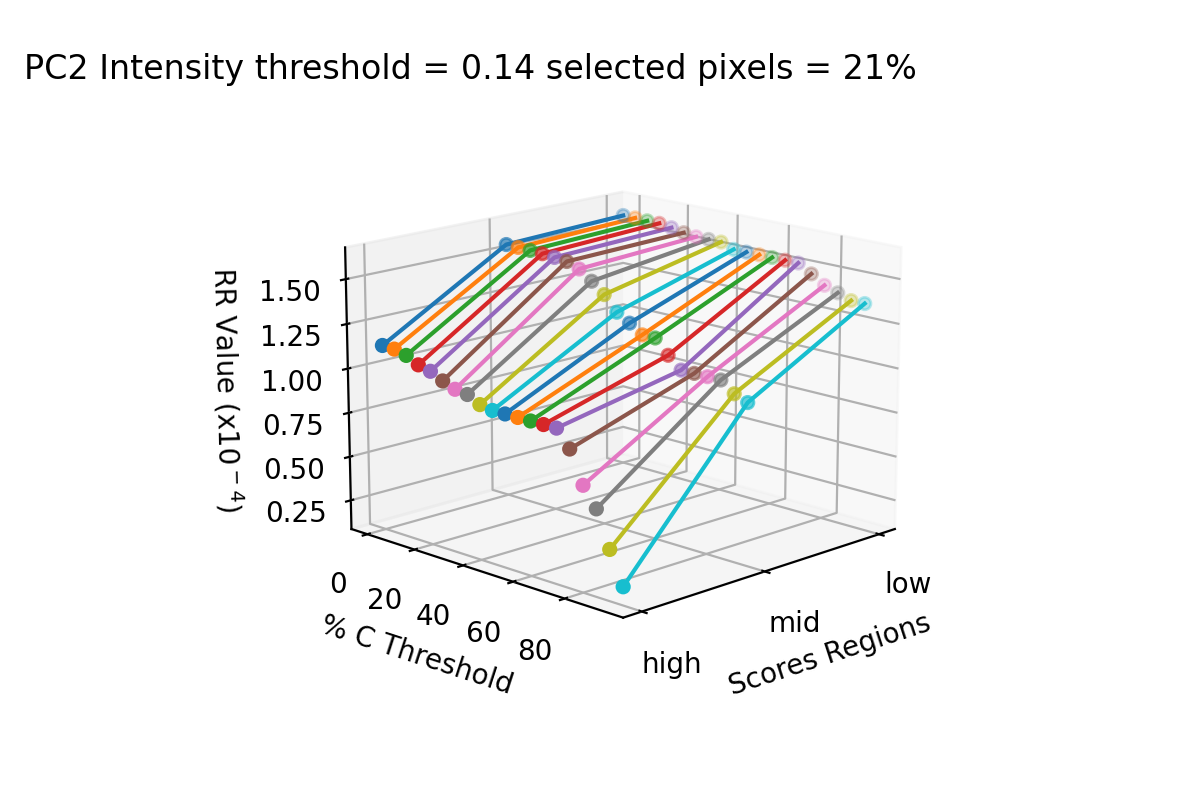 PC2 Intensity threshold = 0.14 selected pixels = 21%
RR Value (x10⁻⁴)
1.50
1.25
1.00
0.75
0.50
0.25
0
20
40
60
80
% C Threshold
high
mid
low
Scores Regions